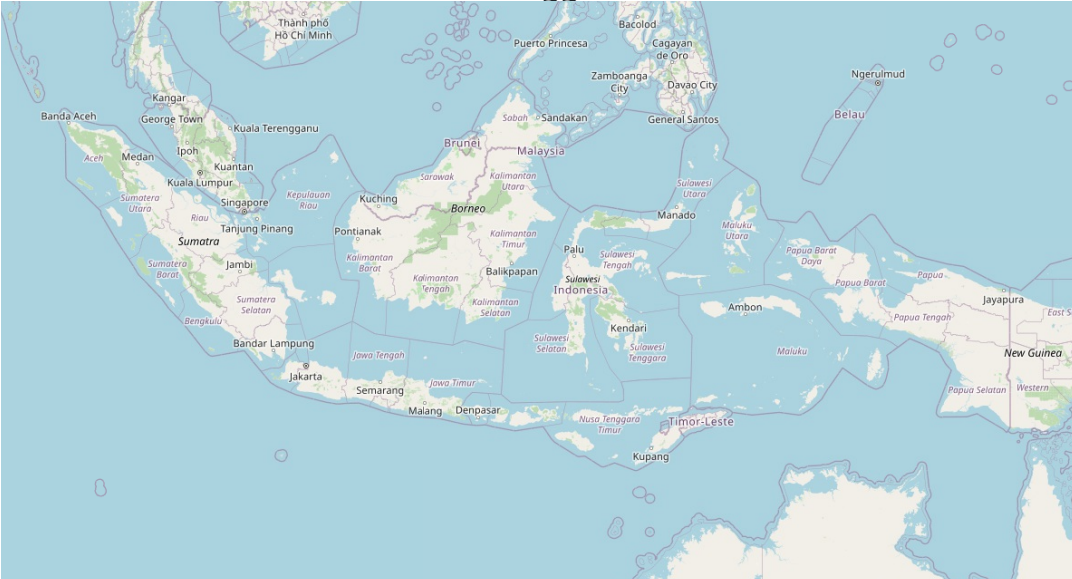 Thành phố
Hồ Chí Minh
Bacolod
Puerto Princesa
Cagayan
de Oro
Zamboanga
City
Davao City
Ngerulmud
Kangar
Banda Aceh
George Town
Kuala Terengganu
Sabah
Sandakan
General Santos
Belau
Brunei
Malaysia
Ipoh
Aceh
Medan
Kuantan
Kuala Lumpur
Sarawak
Kalimantan
Utara
Sulawesi
Utara
Sumatera
Utara
Kepulauan
Riau
Kuching
Singapore
Borneo
Riau
Tanjung Pinang
Pontianak
Manado
Maluku
Utara
Sumatra
Kalimantan
Timur
Palu
Sulawesi
Tengah
Papua Barat
Daya
Sumatera
Barat
Jambi
Kalimantan
Barat
Balikpapan
Kalimantan
Tengah
Sulawesi
Indonesia
Papua
Papua Barat
Sumatera
Selatan
Kalimantan
Selatan
Jayapura
Ambon
Papua Tengah
East S
Bengkulu
Kendari
Bandar Lampung
Sulawesi
Selatan
Sulawesi
Tenggara
Maluku
New Guinea
Jawa Tengah
Jakarta
Semarang
Jawa Timur
Papua Selatan
Western
Malang
Denpasar
Nusa Tenggara
Timur
Timor-Leste
Kupang